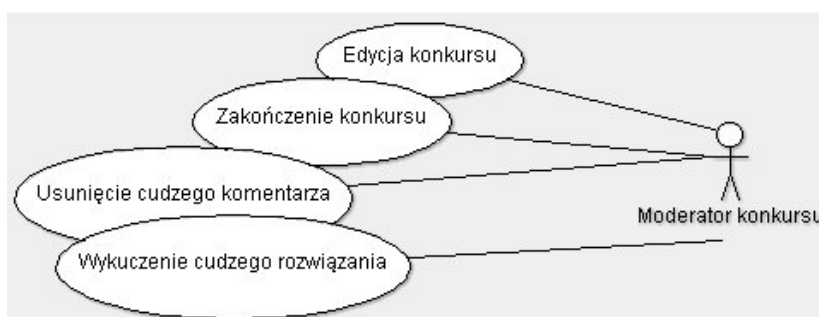 Edycja konkursu
Zakończenie konkursu
Usunięcie cudzego komentarza
Moderator konkursu
Wykuczenie cudzego rozwiązania